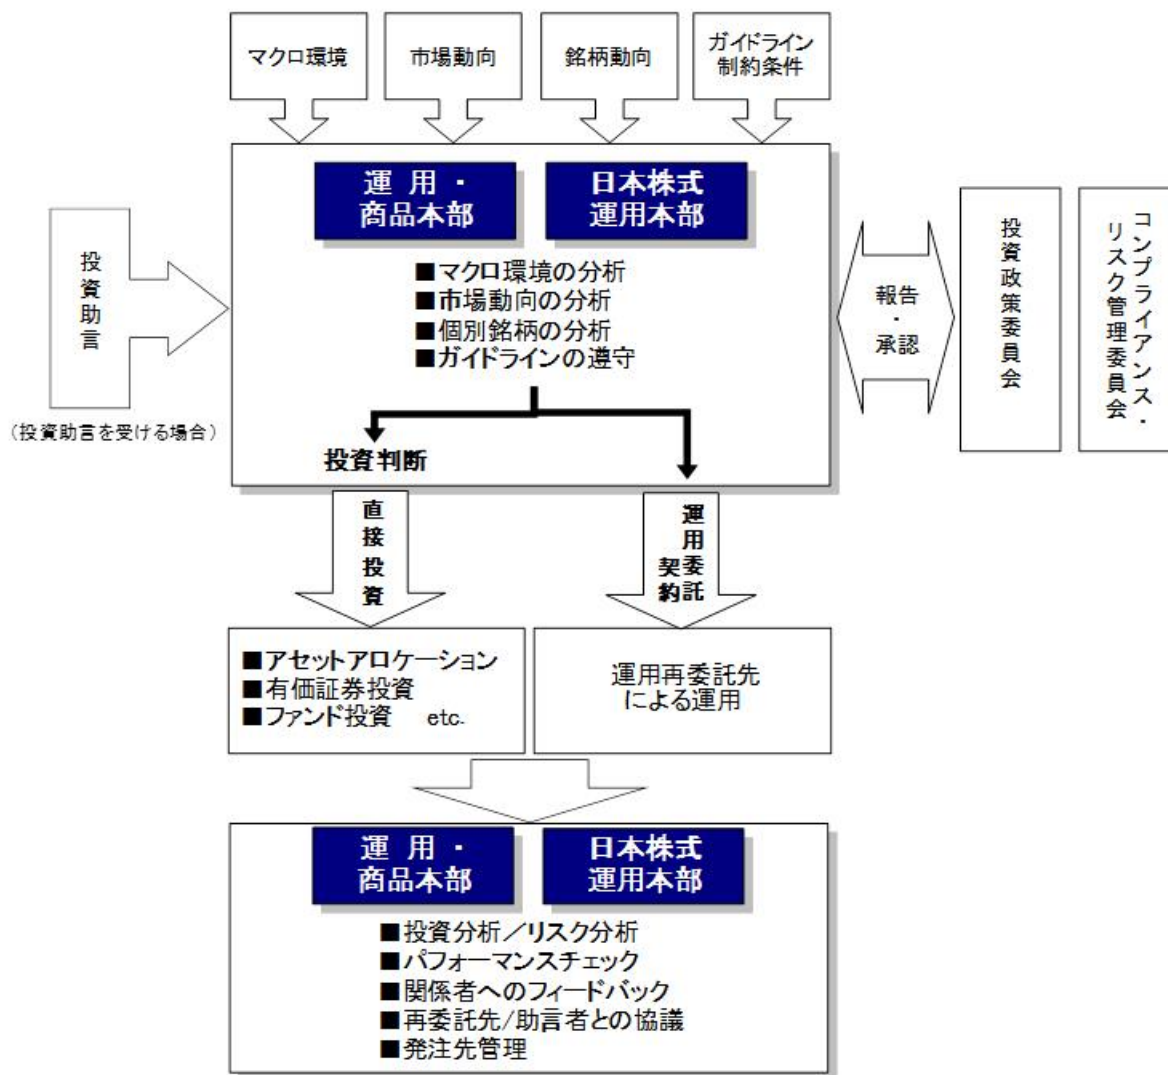 マクロ環境
市場動向
銘柄動向
ガイドライン
制約条件
運 用 ・
商品本部
日本株式
運用本部
■マクロ環境の分析
■市場動向の分析
■個別銘柄の分析
■ガイドラインの遵守
投資助言
(投資助言を受ける場合)
報告
・
承認
投資政策委員会
コンプライアンス・
リスク管理委員会
投資判断
直接投資
運用委託
契約
■アセットアロケーション
■有価証券投資
■ファンド投資 etc.
運用再委託先
による運用
運 用 ・
商品本部
日本株式
運用本部
■投資分析／リスク分析
■パフォーマンスチェック
■関係者へのフィードバック
■再委託先/助言者との協議
■発注先管理